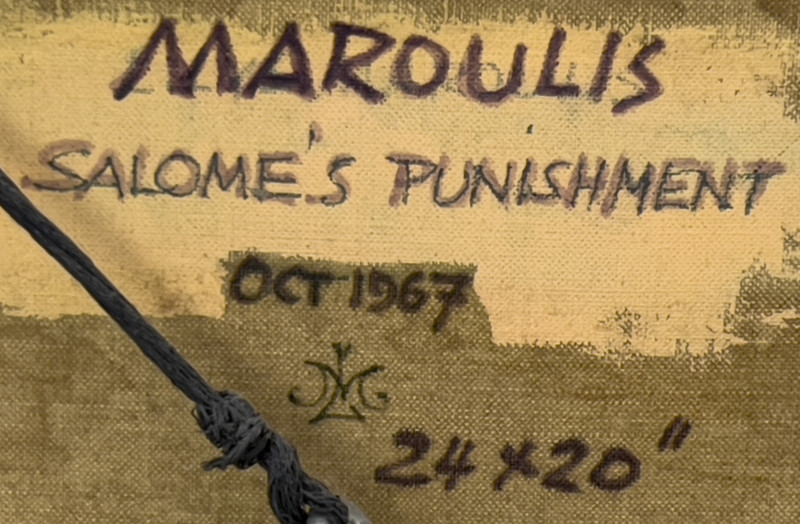 MAROULIS
SALOME'S PUNISHMENT
OCT 1967
24 x 20"